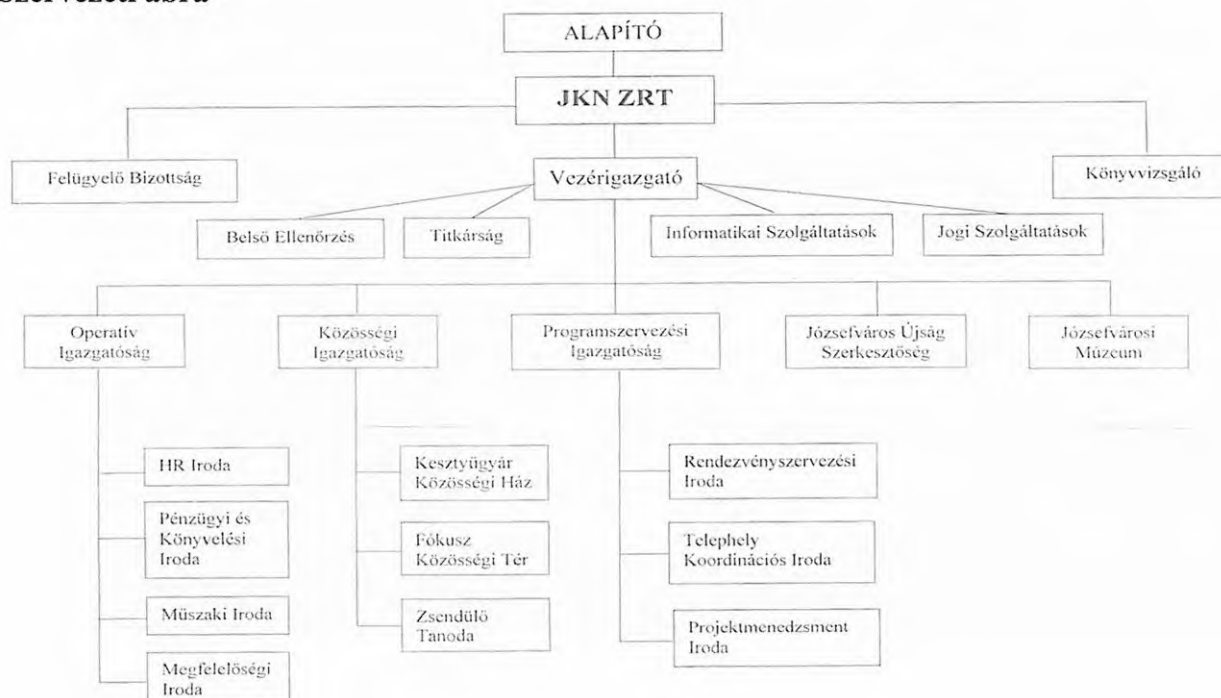 Szervezeti ábra
ALAPÍTÓ
JKN ZRT
Felügyelő Bizottság
Vezérigazgató
Könyvvizsgáló
Belső Ellenőrzés
Titkárság
Informatikai Szolgáltatások
Jogi Szolgáltatások
Operatív
Igazgatóság
Közösségi
Igazgatóság
Programszervezési
Igazgatóság
Józsefváros Újság
Szerkesztőség
Józsefvárosi
Múzeum
HR Iroda
Pénzügyi és
Könyvelési
Iroda
Műszaki Iroda
Megfelelőségi
Iroda
Kesztyűgyár
Közösségi Ház
Fókusz
Közösségi Tér
Zsendülő
Tanoda
Rendezvényszervezési
Iroda
Telephely
Koordinációs Iroda
Projektmenedzsment
Iroda